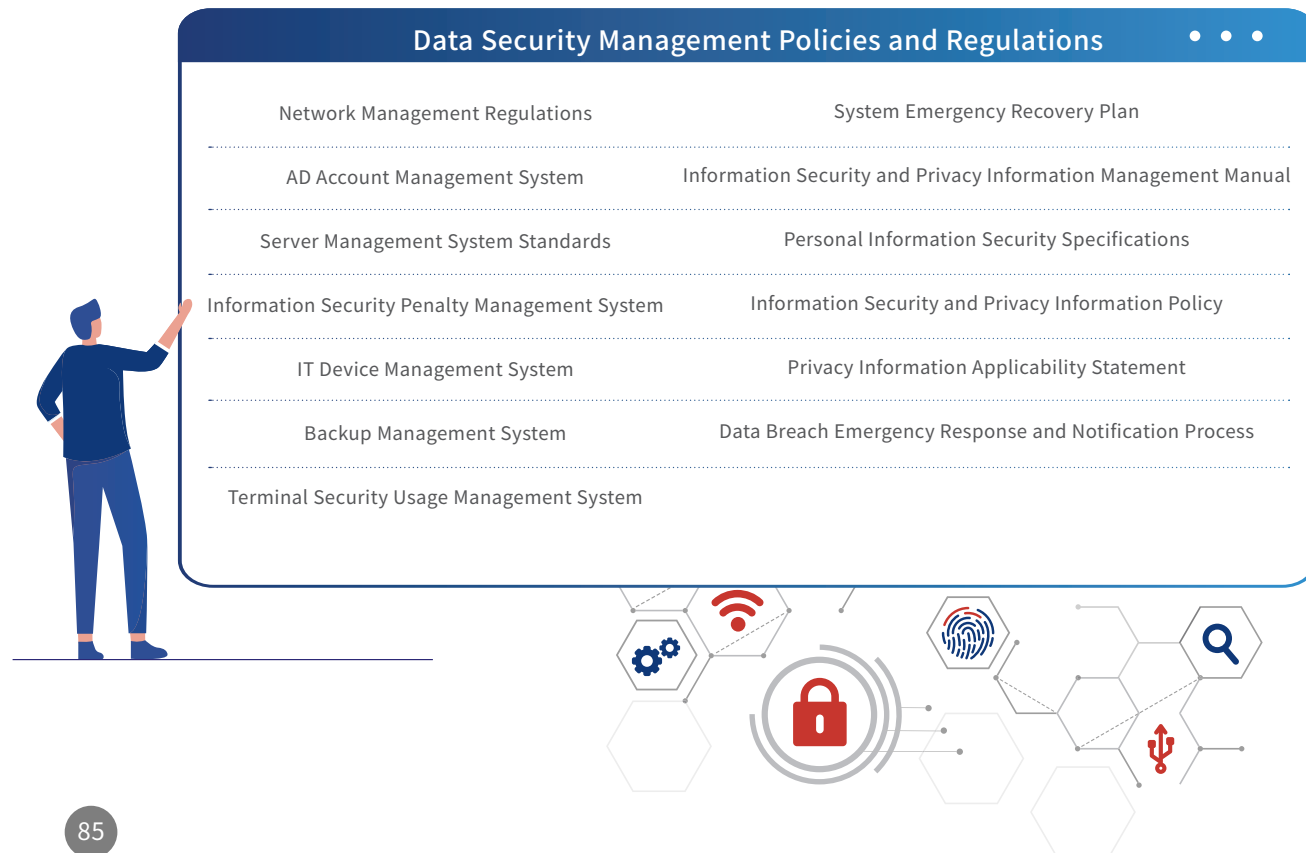 Data Security Management Policies and Regulations
Network Management Regulations
System Emergency Recovery Plan
AD Account Management System
Information Security and Privacy Information Management Manual
Server Management System Standards
Personal Information Security Specifications
Information Security Penalty Management System
Information Security and Privacy Information Policy
IT Device Management System
Privacy Information Applicability Statement
Backup Management System
Data Breach Emergency Response and Notification Process
Terminal Security Usage Management System
85